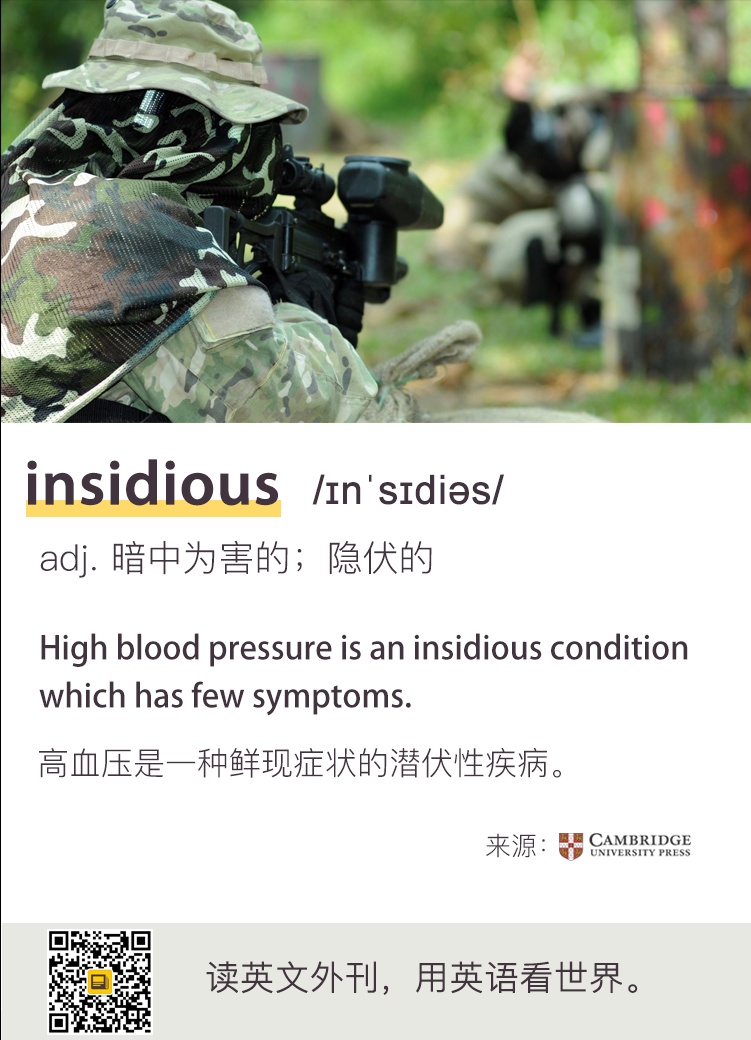 insidious /ɪnˈsɪdiəs/
adj. 暗中为害的；隐伏的
High blood pressure is an insidious condition
which has few symptoms.
高血压是一种鲜现症状的潜伏性疾病。
来源：CAMBRIDGE
UNIVERSITY PRESS
读英文外刊，用英语看世界。